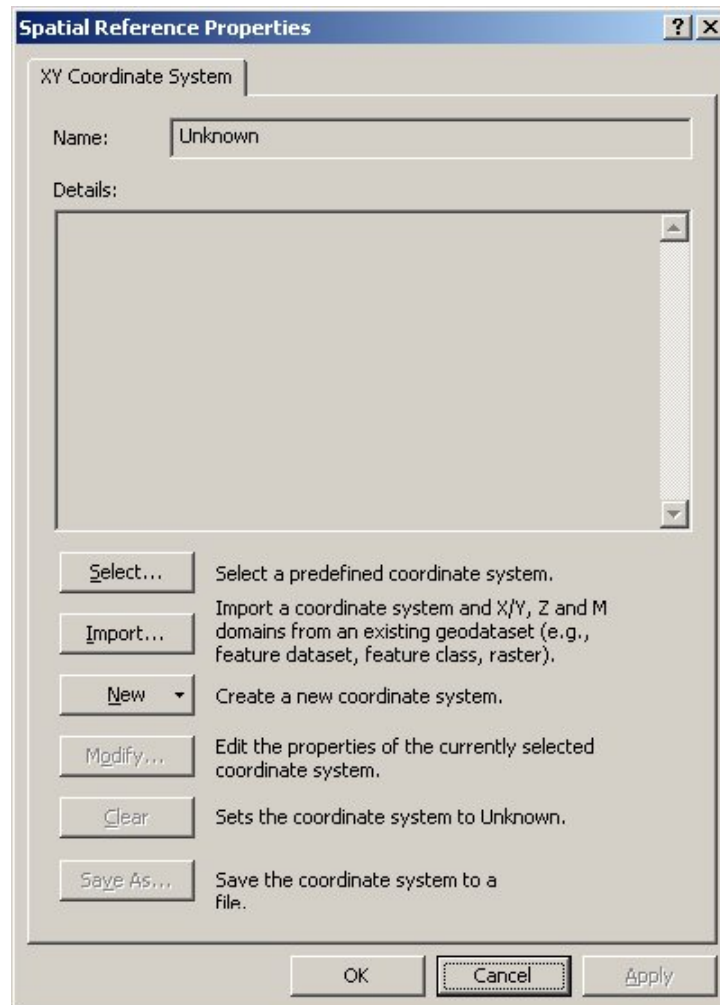 Spatial Reference Properties
XY Coordinate System
Name: Unknown
Details:
Select... Select a predefined coordinate system.
Import... Import a coordinate system and X/Y, Z and M
domains from an existing geodataset (e.g.,
feature dataset, feature class, raster).
New Create a new coordinate system.
Modify... Edit the properties of the currently selected
coordinate system.
Clear Sets the coordinate system to Unknown.
Save As... Save the coordinate system to a
file.
OK Cancel Apply